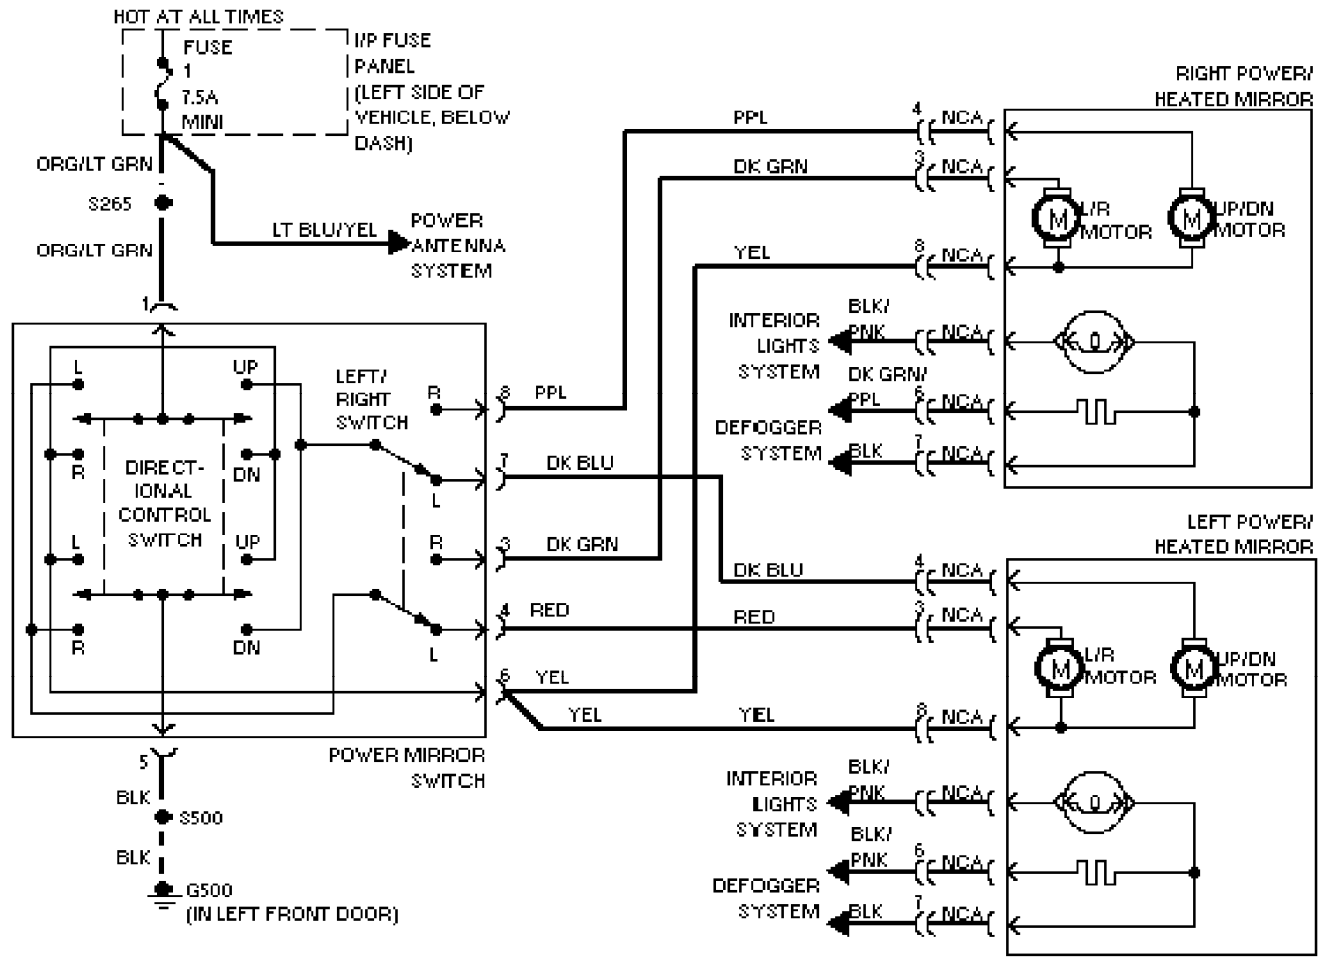 HOT AT ALL TIMES
FUSE
1
7.5A
MINI
I/P FUSE
PANEL
(LEFT SIDE OF
VEHICLE, BELOW
DASH)
ORG/LT GRN
S265
ORG/LT GRN
LT BLU/YEL
POWER
ANTENNA
SYSTEM
1
L
UP
R
DN
DIRECT-
IONAL
CONTROL
SWITCH
L
UP
R
DN
LEFT/
RIGHT
SWITCH
R
L
R
L
8
PPL
7
DK BLU
3
DK GRN
4
RED
6
YEL
YEL
POWER MIRROR
SWITCH
5
BLK
S500
BLK
G500
(IN LEFT FRONT DOOR)
RIGHT POWER/
HEATED MIRROR
PPL
4
NCA
DK GRN
3
NCA
YEL
8
NCA
M
L/R
MOTOR
M
UP/DN
MOTOR
INTERIOR
LIGHTS
SYSTEM
BLK/
PNK
NCA
DK GRN/
PPL
6
NCA
DEFOGGER
SYSTEM
BLK
7
NCA
LEFT POWER/
HEATED MIRROR
DK BLU
4
NCA
RED
3
NCA
M
L/R
MOTOR
M
UP/DN
MOTOR
YEL
8
NCA
INTERIOR
LIGHTS
SYSTEM
BLK/
PNK
NCA
BLK/
PNK
6
NCA
DEFOGGER
SYSTEM
BLK
7
NCA